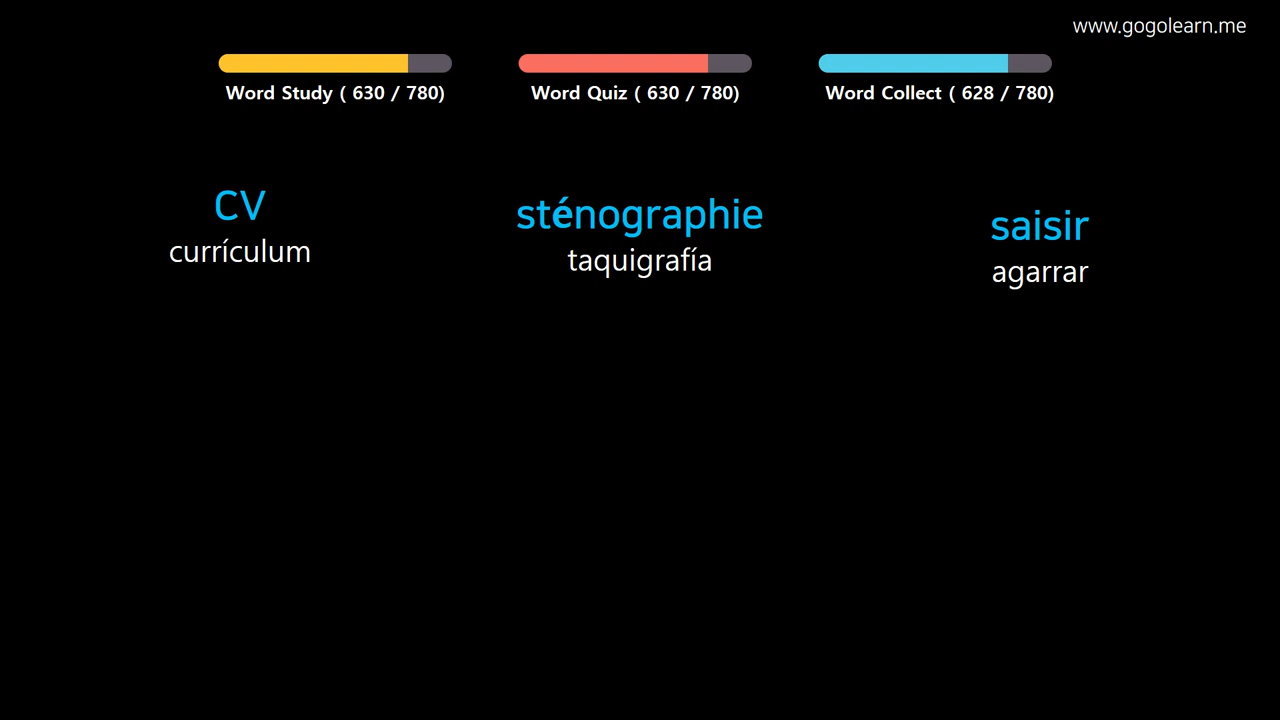 www.gogolearn.me
Word Study ( 630 / 780)
Word Quiz ( 630 / 780)
Word Collect ( 628 / 780)
CV
currículum
sténographie
taquigrafía
saisir
agarrar